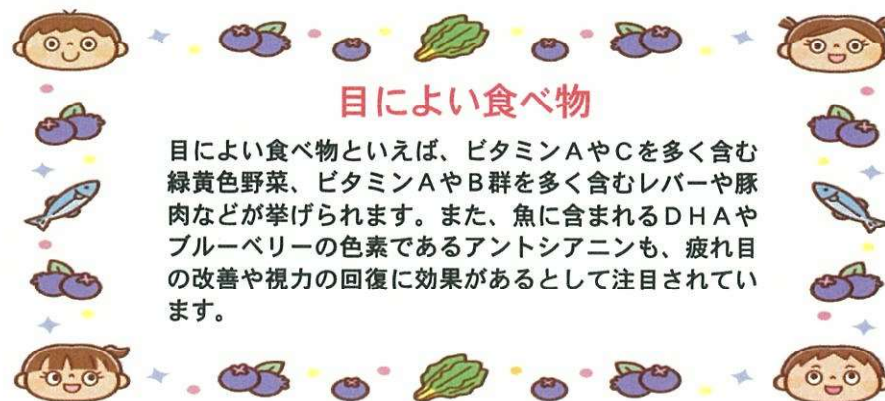 目によい食べ物
目によい食べ物といえば、ビタミンAやCを多く含む
緑黄色野菜、ビタミンAやB群を多く含むレバーや豚
肉などが挙げられます。また、魚に含まれるDHAや
ブルーベリーの色素であるアントシアニンも、疲れ目
の改善や視力の回復に効果があるとして注目されてい
ます。